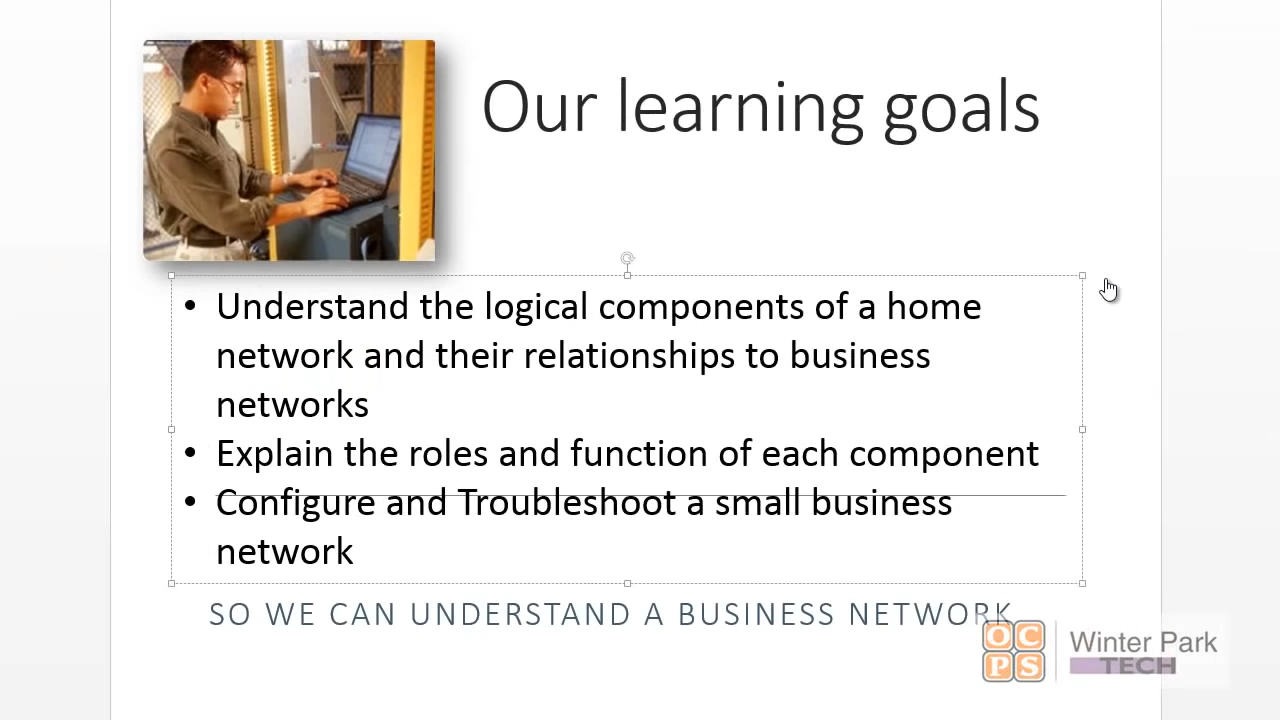 Our learning goals
• Understand the logical components of a home
network and their relationships to business
networks
• Explain the roles and function of each component
• Configure and Troubleshoot a small business
network
SO WE CAN UNDERSTAND A BUSINESS NETWORK
OC
PS
Winter Park
TECH